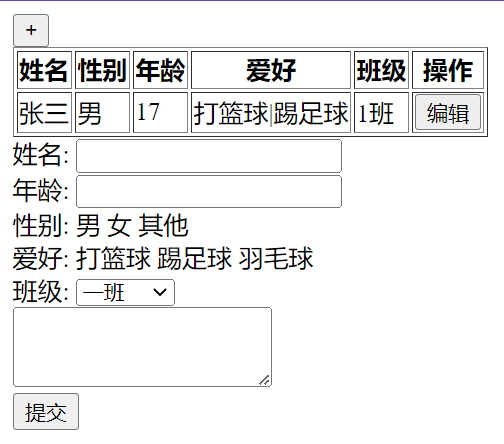 +
姓名 性别 年龄 爱好 班级 操作
张三 男 17 打篮球|踢足球 1班 编辑
姓名:
年龄:
性别: 男 女 其他
爱好: 打篮球 踢足球 羽毛球
班级: 一班
提交